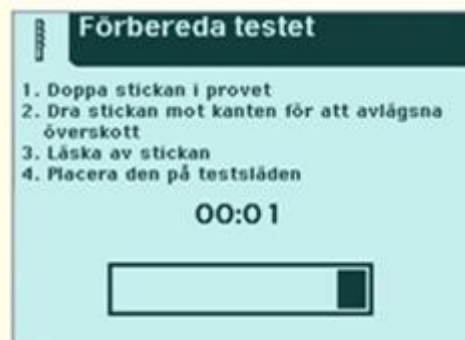 Förbereda testet
1. Doppa stickan i provet
2. Dra stickan mot kanten för att avlägsna
överskott
3. Läska av stickan
4. Placera den på testsläden
00:01